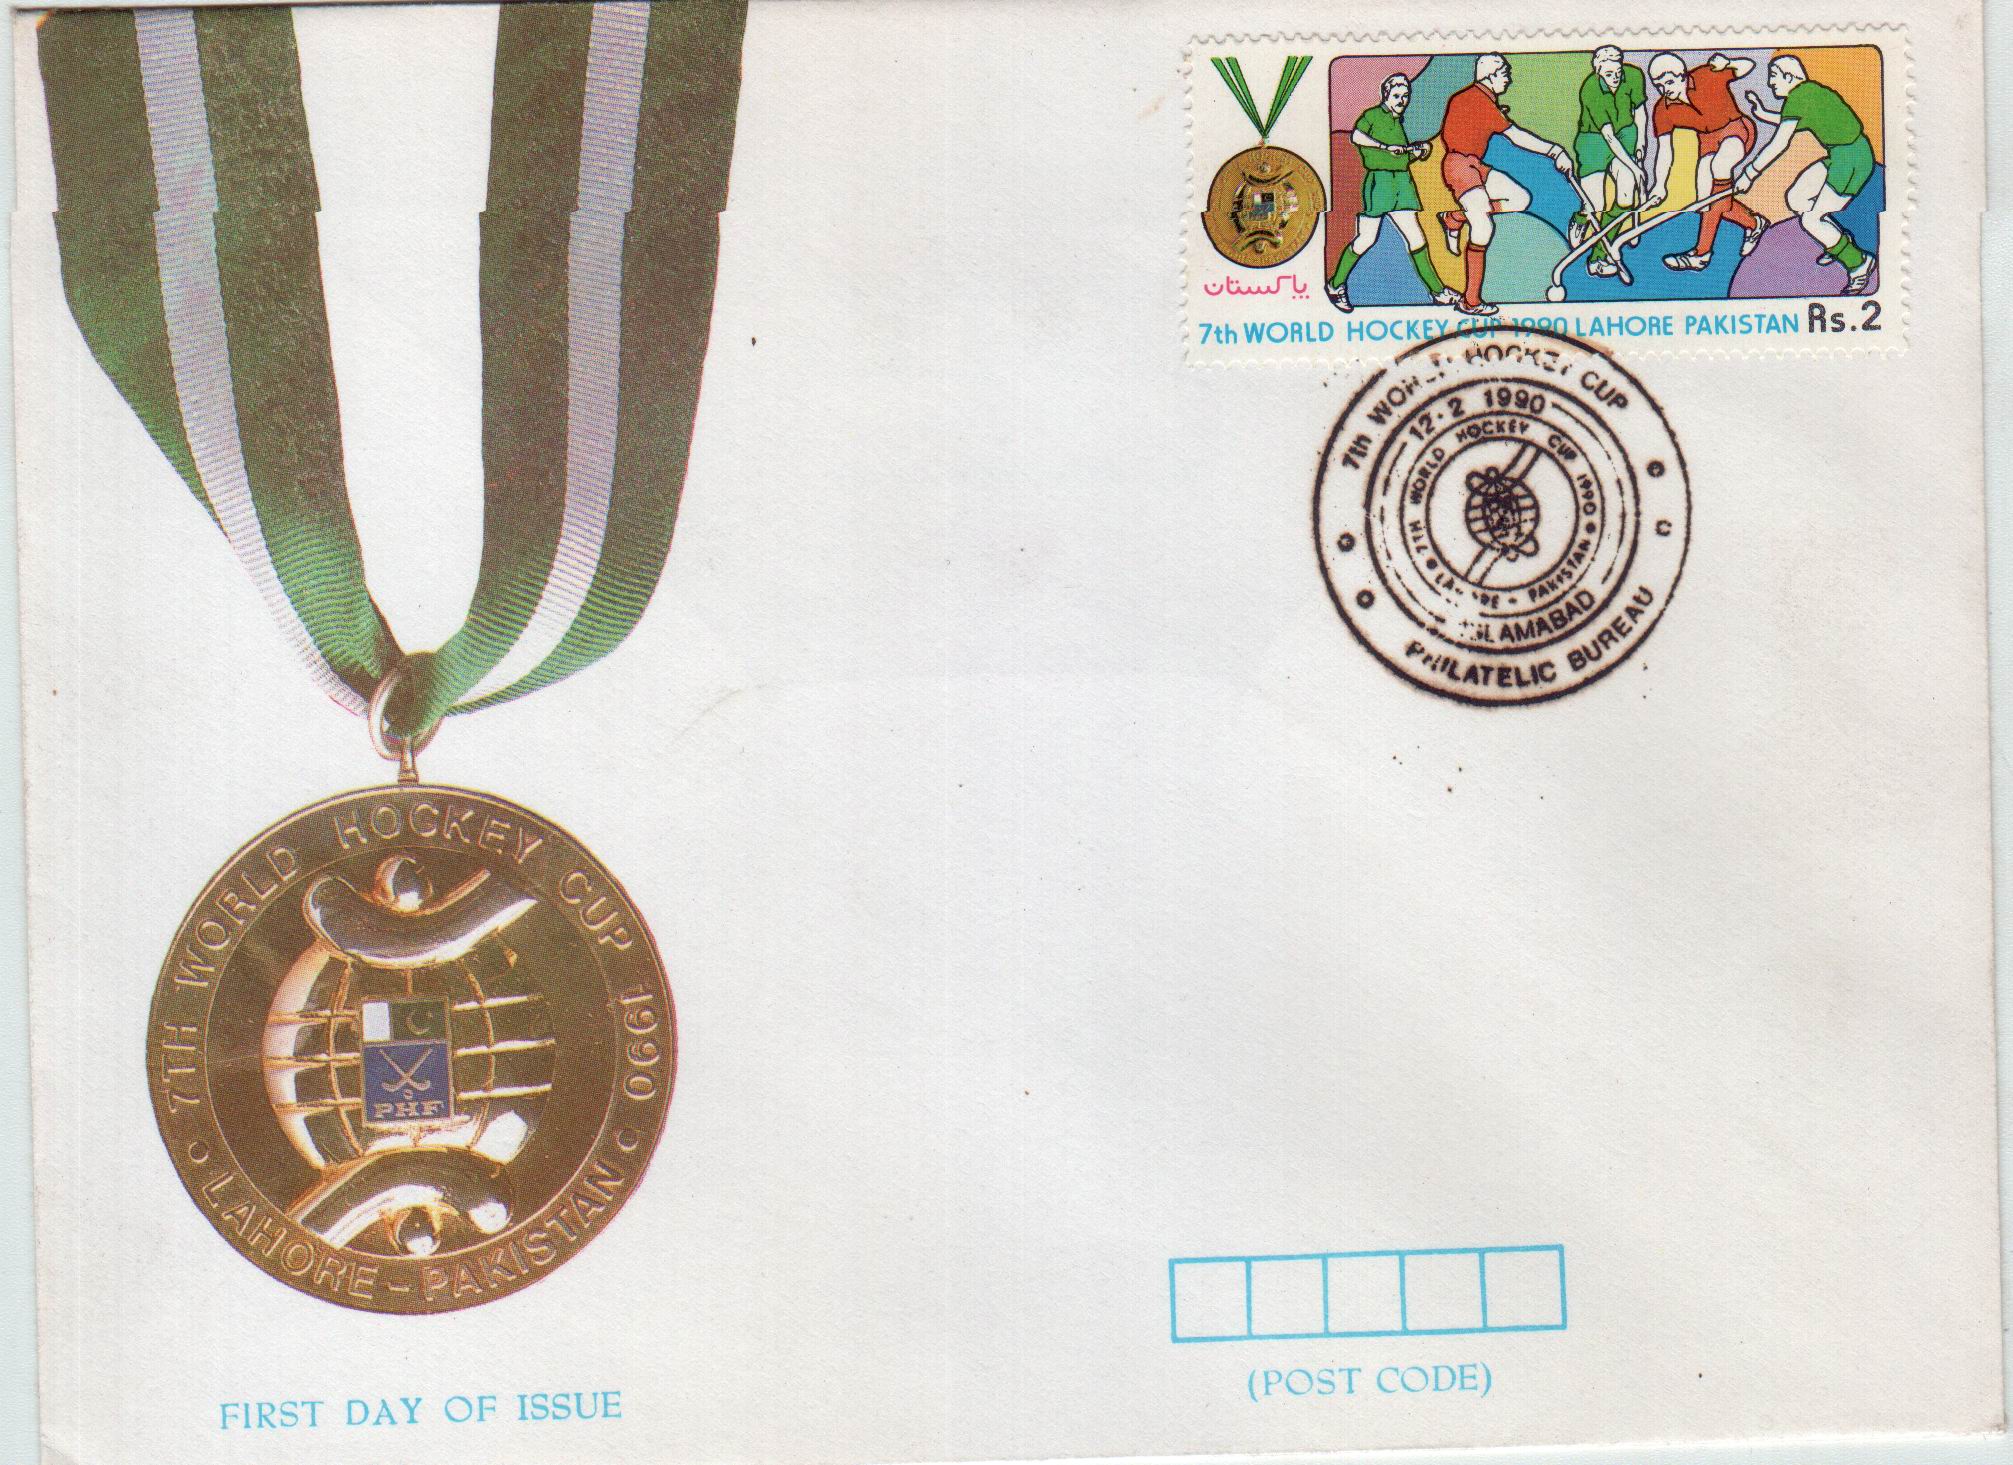 پاکستان
7th WORLD HOCKEY CUP 1990 LAHORE PAKISTAN Rs.2
7th WORLD HOCKEY CUP
12.2 1990
7TH WORLD HOCKEY CUP 1990
LAHORE - PAKISTAN
ISLAMABAD
PHILATELIC BUREAU
7TH WORLD HOCKEY CUP 1990
PHF
LAHORE - PAKISTAN
(POST CODE)
FIRST DAY OF ISSUE